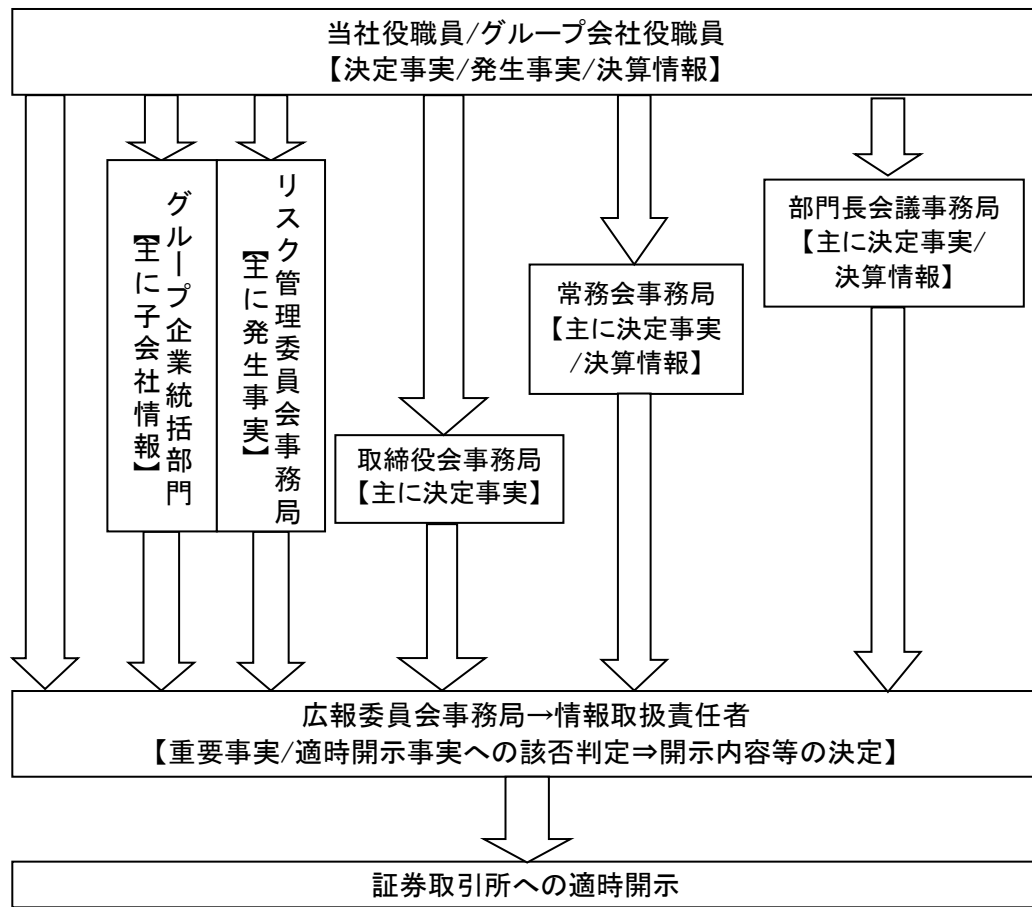 当社役職員/グループ会社役職員
【決定事実/発生事実/決算情報】
グループ企業統括部門
【主に子会社情報】
リスク管理委員会事務局
【主に発生事実】
取締役会事務局
【主に決定事実】
常務会事務局
【主に決定事実
/決算情報】
部門長会議事務局
【主に決定事実/
決算情報】
広報委員会事務局→情報取扱責任者
【重要事実/適時開示事実への該否判定⇒開示内容等の決定】
証券取引所への適時開示